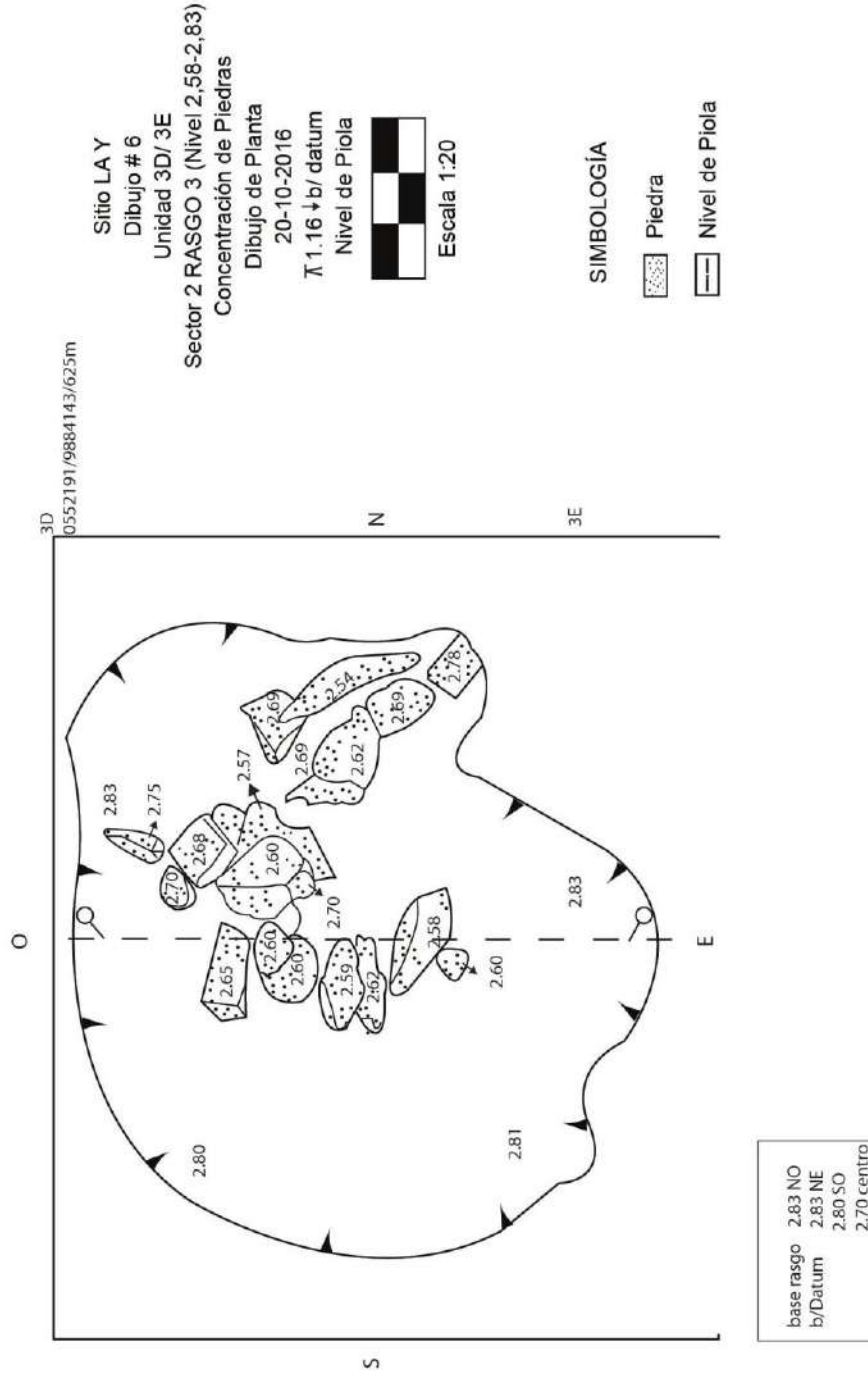 Sitio LA Y
Dibujo # 6
Unidad 3D/ 3E
Sector 2 RASGO 3 (Nivel 2,58-2,83)
Concentración de Piedras
Dibujo de Planta
20-10-2016
⊼1.16 ↓b/ datum
Nivel de Piola
Escala 1:20
SIMBOLOGÍA
Piedra
Nivel de Piola
3D
0552191/9884143/625m
N
3E
O
E
S
2.83
2.75
2.70
2.68
2.57
2.60
2.70
2.69
2.54
2.69
2.62
2.69
2.78
2.65
2.60
2.60
2.59
2.62
2.58
2.60
2.83
2.80
2.81
base rasgo 2.83 NO
b/Datum 2.83 NE
2.80 SO
2.70 centro